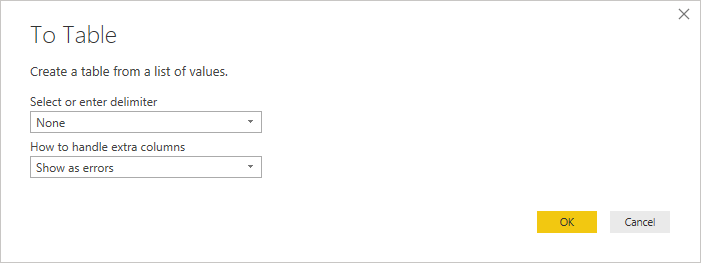 To Table
Create a table from a list of values.
Select or enter delimiter
None
How to handle extra columns
Show as errors
OK
Cancel